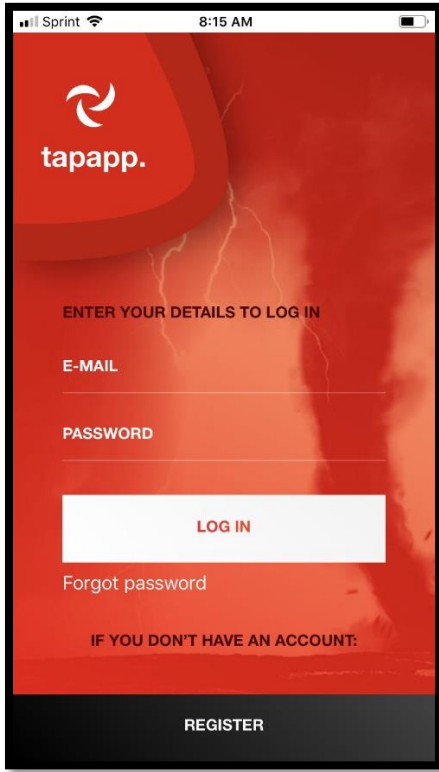 Sprint 8:15 AM
tapapp.
ENTER YOUR DETAILS TO LOG IN
E-MAIL
PASSWORD
LOG IN
Forgot password
IF YOU DON'T HAVE AN ACCOUNT:
REGISTER